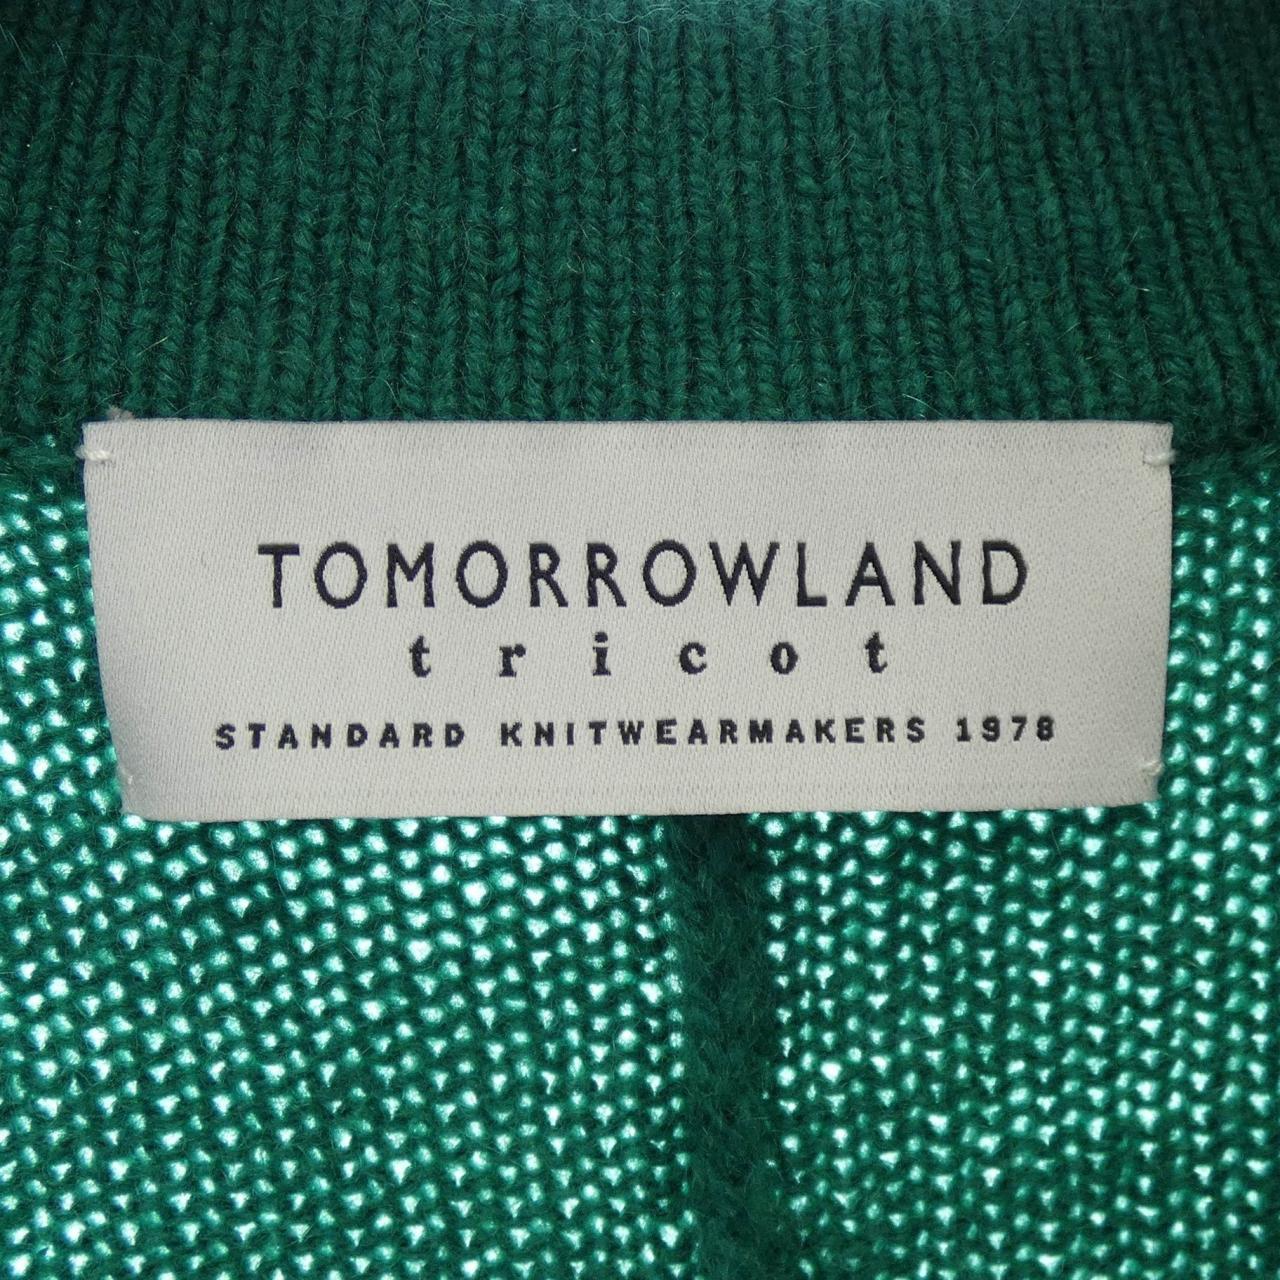 TOMORROWLAND
tricot
STANDARD KNITWEARMAKERS 1978